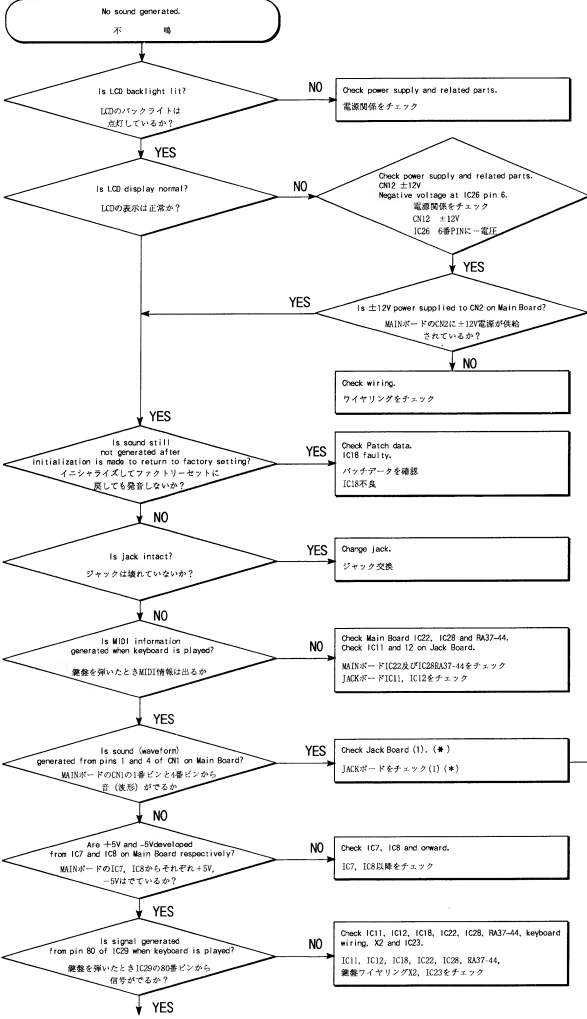 No sound generated.
不 鳴
Is LCD backlight lit?
LCDのバックライトは
点灯しているか？
NO
Check power supply and related parts.
電源関係をチェック
YES
Is LCD display normal?
LCDの表示は正常か？
NO
Check power supply and related parts.
CN12 ±12V
Negative voltage at IC26 pin 6.
電源関係をチェック
CN12 ±12V
IC26 6番PINに－電圧
YES
Is ±12V power supplied to CN2 on Main Board?
MAINボードのCN2に±12V電源が供給
されているか？
YES
NO
Check wiring.
ワイヤリングをチェック
YES
Is sound still
not generated after
initialization is made to return to factory setting?
イニシャライズしてファクトリーセットに
戻しても発音しないか？
YES
Check Patch data.
IC18 faulty.
パッチデータを確認
IC18不良
NO
Is jack intact?
ジャックは壊れていないか？
YES
Change jack.
ジャック交換
NO
Is MIDI information
generated when keyboard is played?
鍵盤を弾いたときMIDI情報は出るか
NO
Check Main Board IC22, IC28 and RA37-44.
Check IC11 and 12 on Jack Board.
MAINボードIC22及びIC28RA37-44をチェック
JACKボードIC11, IC12をチェック
YES
Is sound (waveform)
generated from pins 1 and 4 of CN1 on Main Board?
MAINボードのCN1の1番ピンと4番ピンから
音（波形）がでるか
YES
Check Jack Board (1). (＊)
JACKボードをチェック(1) (＊)
NO
Are +5V and -5Vdeveloped
from IC7 and IC8 on Main Board respectively?
MAINボードのIC7, IC8からそれぞれ+5V,
－5Vはでているか？
NO
Check IC7, IC8 and onward.
IC7, IC8以降をチェック
YES
Is signal generated
from pin 80 of IC29 when keyboard is played?
鍵盤を弾いたときIC29の80番ピンから
信号がでるか？
NO
Check IC11, IC12, IC18, IC22, IC28, RA37-44, keyboard
wiring, X2 and IC23.
IC11, IC12, IC18, IC22, IC28, RA37-44,
鍵盤ワイヤリングX2, IC23をチェック
YES